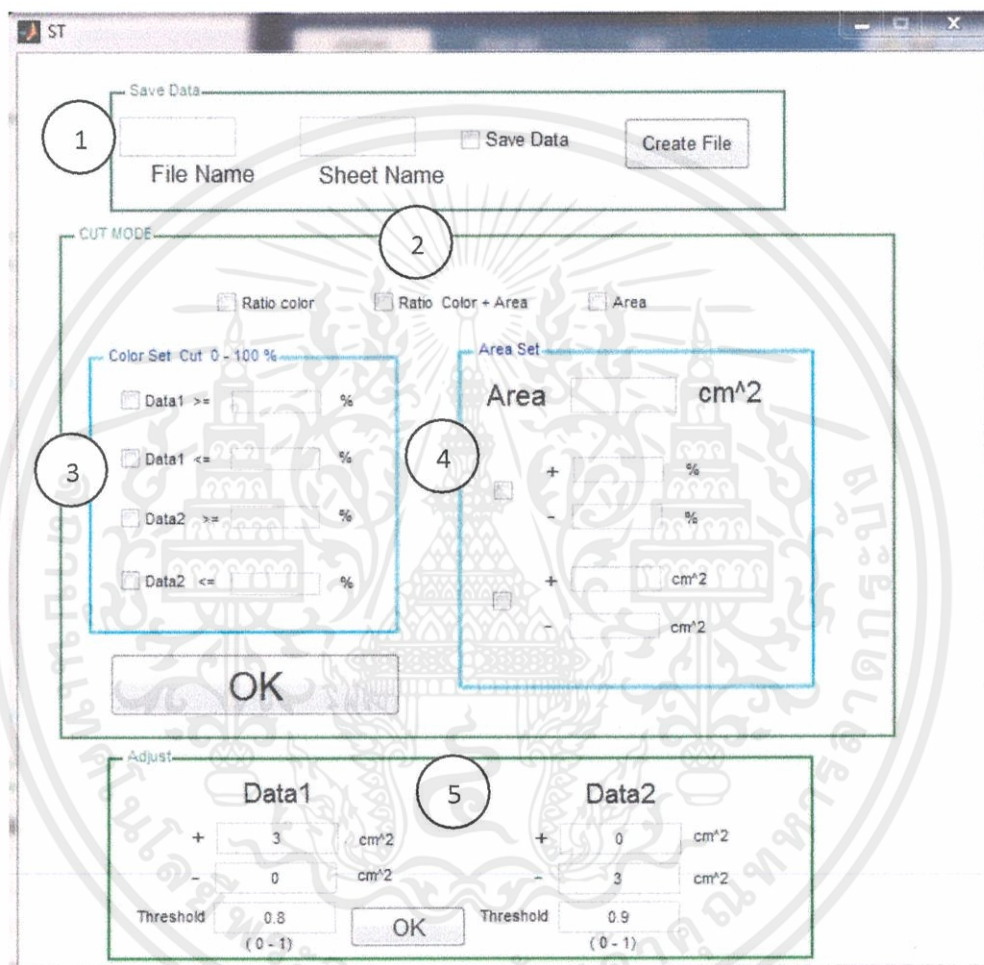 ST
Save Data
1
Save Data
Create File
File Name
Sheet Name
CUT MODE
2
Ratio color
Ratio Color + Area
Area
Color Set Cut 0 - 100 %
3
Data1 >= %
Data1 <= %
Data2 >= %
Data2 <= %
OK
Area Set
4
Area cm^2
+ %
- %
+ cm^2
- cm^2
Adjust
5
Data1
+ 3 cm^2
- 0 cm^2
Threshold 0.8
(0 - 1)
OK
Data2
+ 0 cm^2
- 3 cm^2
Threshold 0.9
(0 - 1)